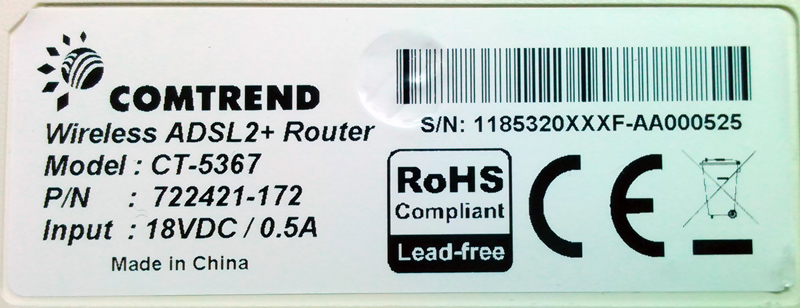 COMTREND
Wireless ADSL2+ Router
Model : CT-5367
P/N : 722421-172
Input : 18VDC / 0.5A
Made in China
S/N: 1185320XXXF-AA000525
RoHS
Compliant
Lead-free
CE